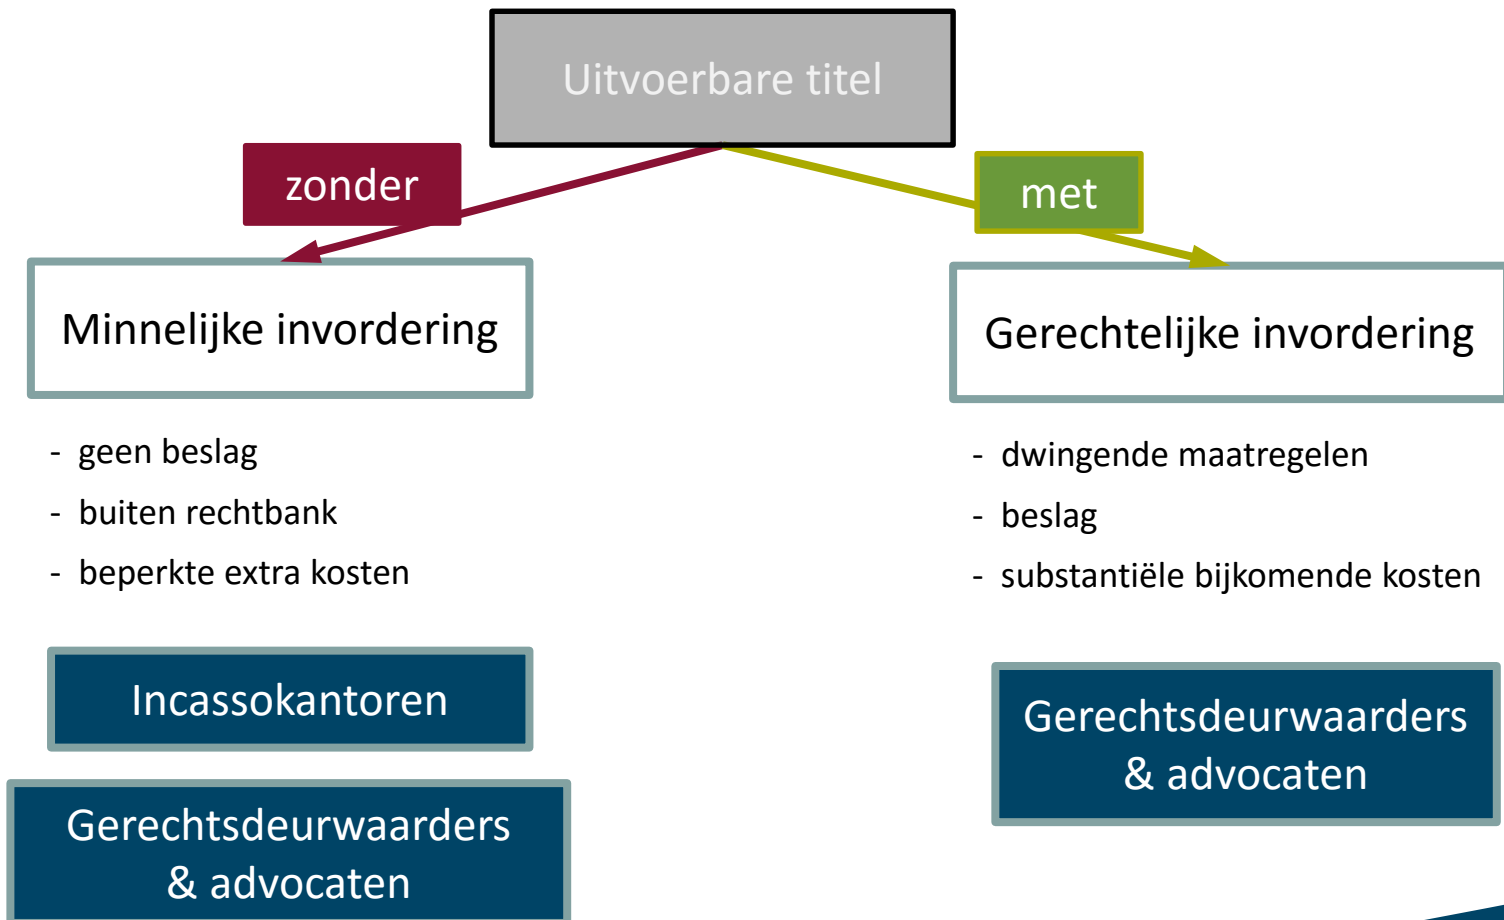 Uitvoerbare titel
zonder
met
Minnelijke invordering
- geen beslag
- buiten rechtbank
- beperkte extra kosten
Incassokantoren
Gerechtsdeurwaarders
& advocaten
Gerechtelijke invordering
- dwingende maatregelen
- beslag
- substantiële bijkomende kosten
Gerechtsdeurwaarders
& advocaten